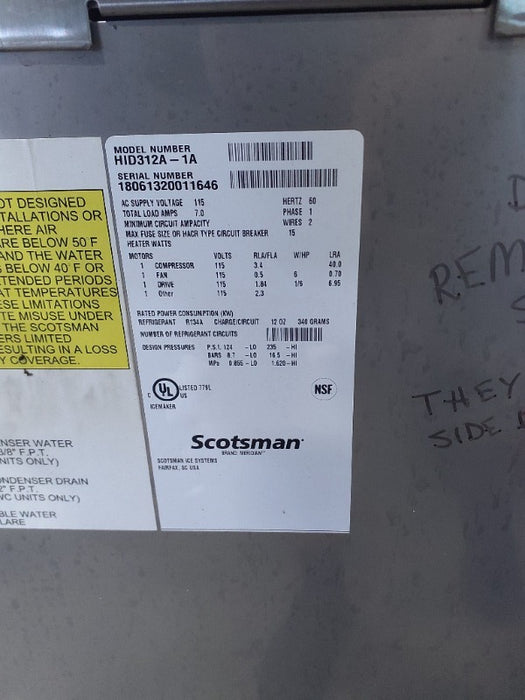 MODEL NUMBER
HID312A-1A
SERIAL NUMBER
18061320011646
AC SUPPLY VOLTAGE 115 HERTZ 60
TOTAL LOAD AMPS 7.0 PHASE 1
MINIMUM CIRCUIT AMPACITY WIRES 2
MAX FUSE SIZE OR HACR TYPE CIRCUIT BREAKER 15
HEATER WATTS
MOTORS VOLTS RLA/FLA W/HP LRA
1 COMPRESSOR 115 3.4 40.0
1 FAN 115 0.5 6 0.70
1 DRIVE 115 1.84 1/6 6.95
1 Other 115 2.3
RATED POWER CONSUMPTION (KW)
REFRIGERANT R134A CHARGE/CIRCUIT 12 OZ GRAMS
NUMBER OF REFRIGERANT CIRCUITS
DESIGN PRESSURES P.S.I. 124 -LO 235 -HI
BARS -LO 16.5 -HI
MPa 0.855 -LO 1.620 -HI
C UL US LISTED
ICEMAKER
NSF
Scotsman
SCOTSMAN ICE SYSTEMS
FAIRFAX, SC USA
OT DESIGNED
TALLATIONS OR
HERE AIR
ARE BELOW 50 F
AND THE WATER
S BELOW 40 F OR
TENDED PERIODS
AT TEMPERATURES
ESE LIMITATIONS
TE MISUSE UNDER
THE SCOTSMAN
ERS LIMITED
ESULTING IN A LOSS
Y COVERAGE.
NSER WATER
3/8" F.P.T.
NITS ONLY)
NDENSER DRAIN
2" F.P.T.
WC UNITS ONLY)
BLE WATER
LARE
REM
THEY
SIDE